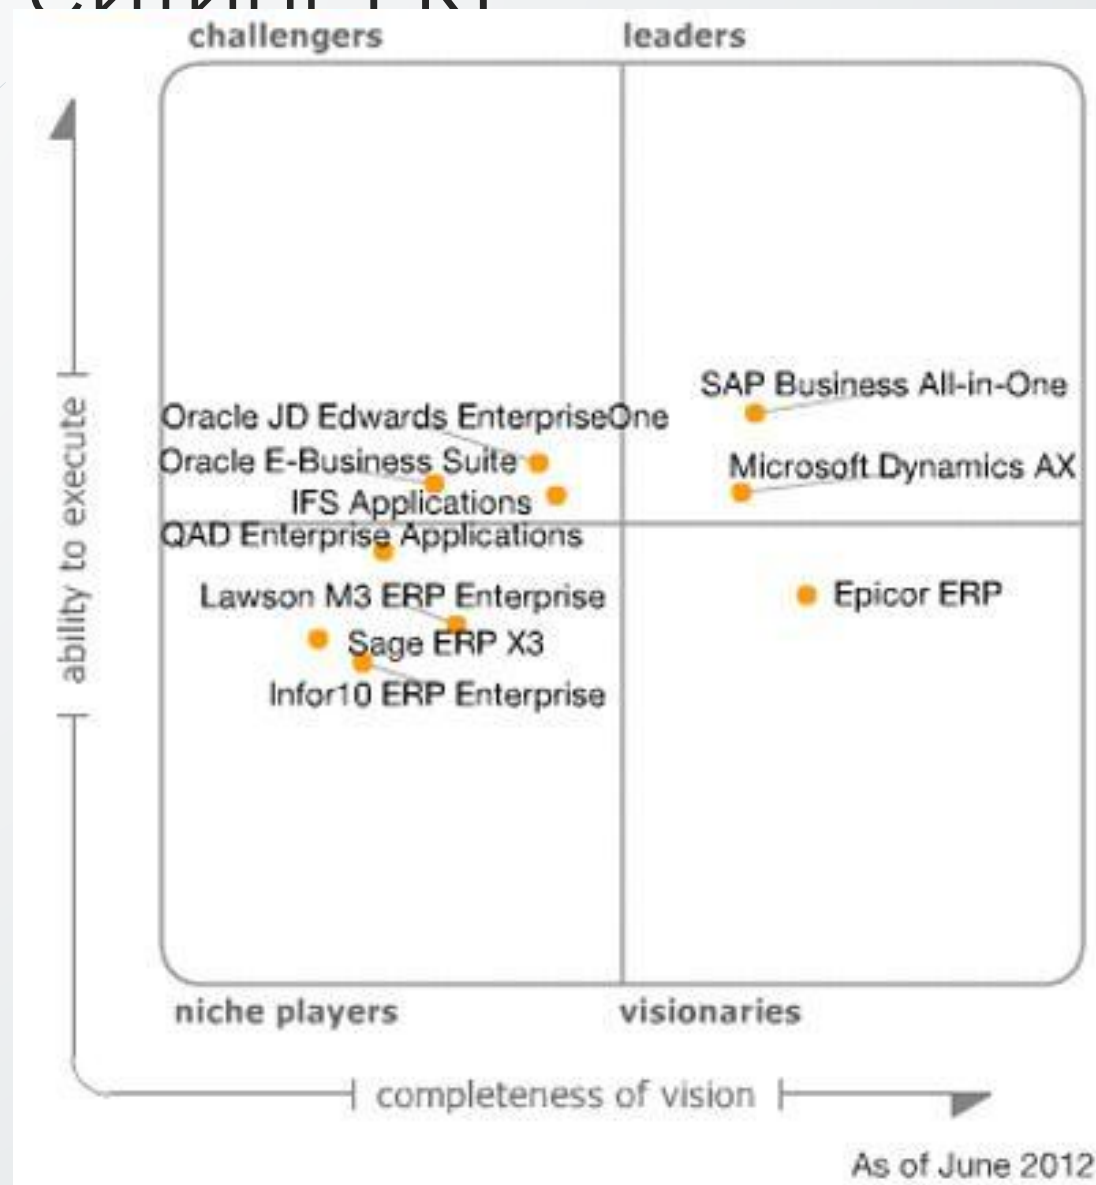 challengers
leaders
SAP Business All-in-One
Oracle JD Edwards EnterpriseOne
Oracle E-Business Suite
Microsoft Dynamics AX
IFS Applications
QAD Enterprise Applications
Lawson M3 ERP Enterprise
Epicor ERP
Sage ERP X3
Infor10 ERP Enterprise
ability to execute
niche players
visionaries
completeness of vision
As of June 2012